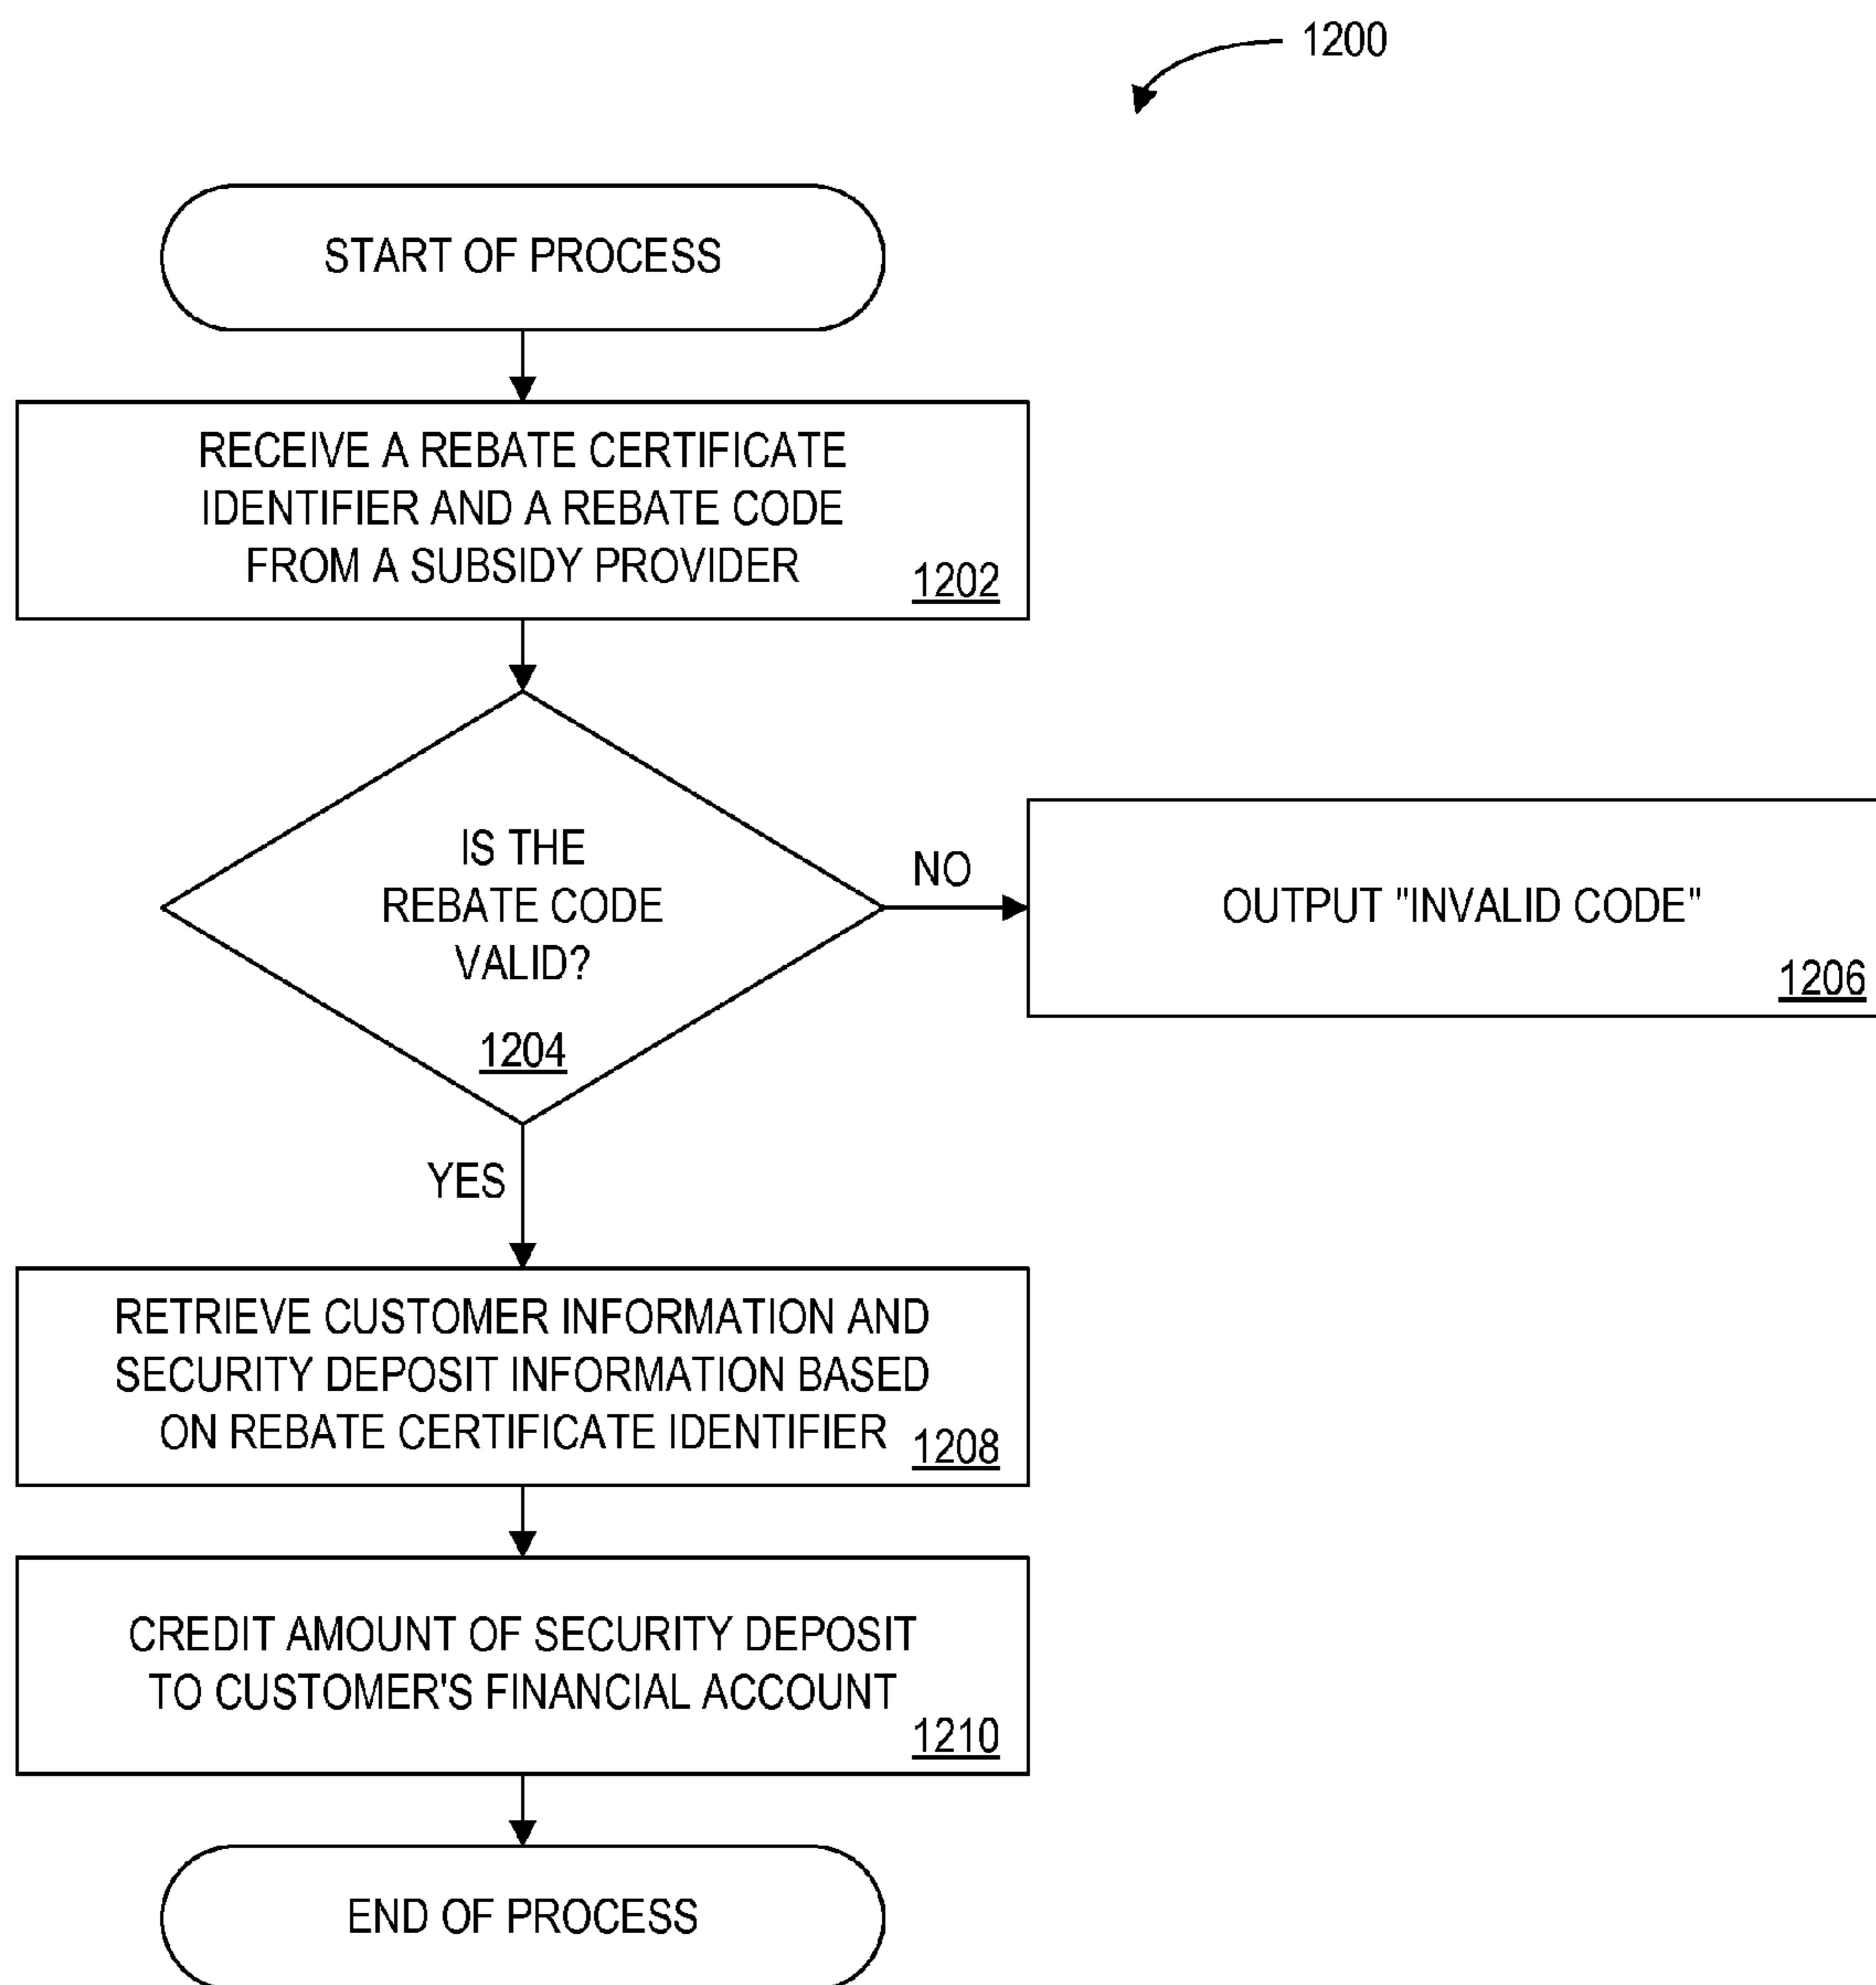 1200
START OF PROCESS
RECEIVE A REBATE CERTIFICATE
IDENTIFIER AND A REBATE CODE
FROM A SUBSIDY PROVIDER
1202
IS THE
REBATE CODE
VALID?
1204
NO
OUTPUT "INVALID CODE"
1206
YES
RETRIEVE CUSTOMER INFORMATION AND
SECURITY DEPOSIT INFORMATION BASED
ON REBATE CERTIFICATE IDENTIFIER
1208
CREDIT AMOUNT OF SECURITY DEPOSIT
TO CUSTOMER'S FINANCIAL ACCOUNT
1210
END OF PROCESS